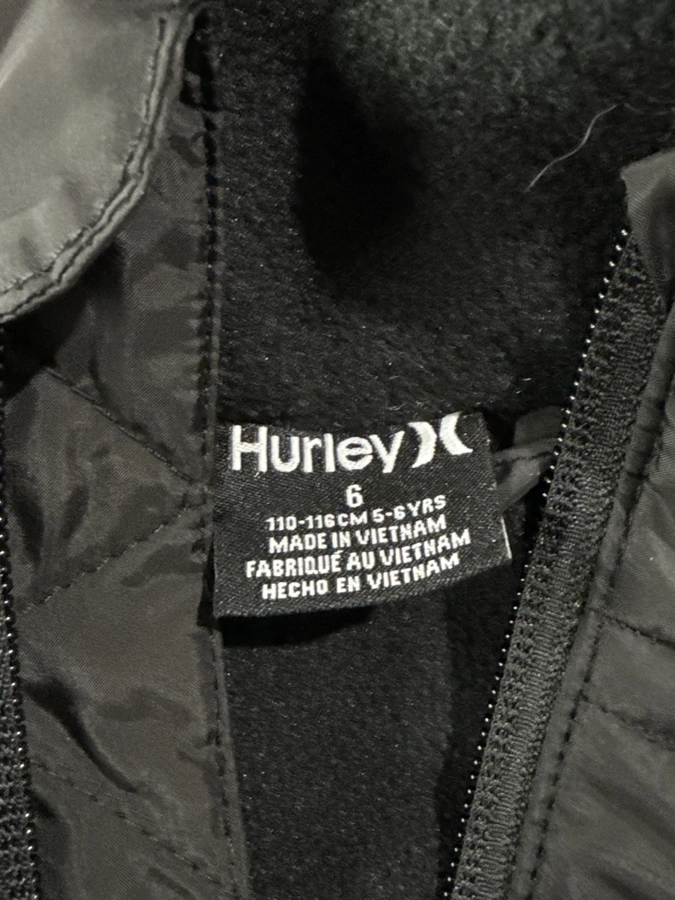 Hurley
6
110-116CM 5-6YRS
MADE IN VIETNAM
FABRIQUÉ AU VIETNAM
HECHO EN VIETNAM